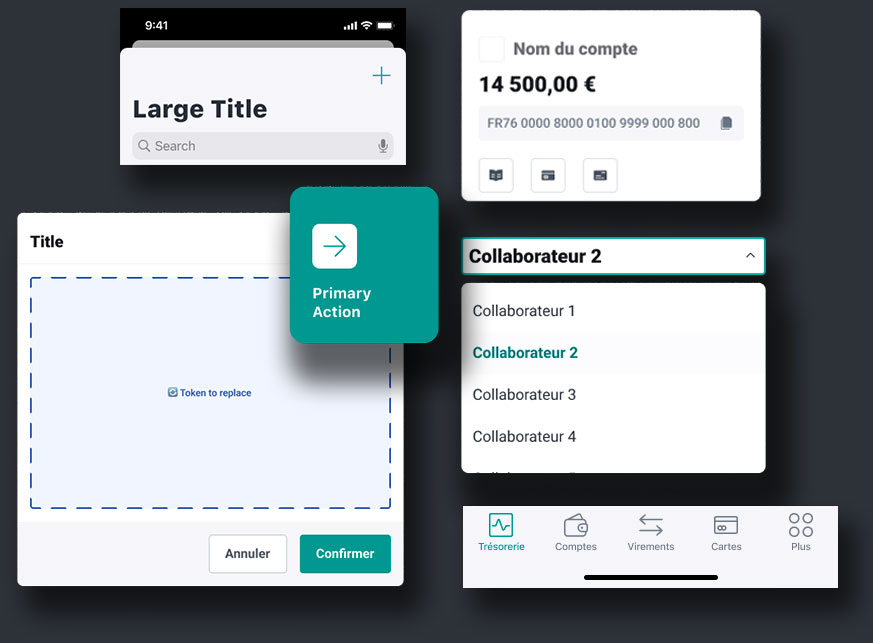 9:41
Large Title
Search
Nom du compte
14 500,00 €
FR76 0000 8000 0100 9999 000 800
Title
Primary
Action
Token to replace
Annuler
Confirmer
Collaborateur 2
Collaborateur 1
Collaborateur 2
Collaborateur 3
Collaborateur 4
Trésorerie
Comptes
Virements
Cartes
Plus